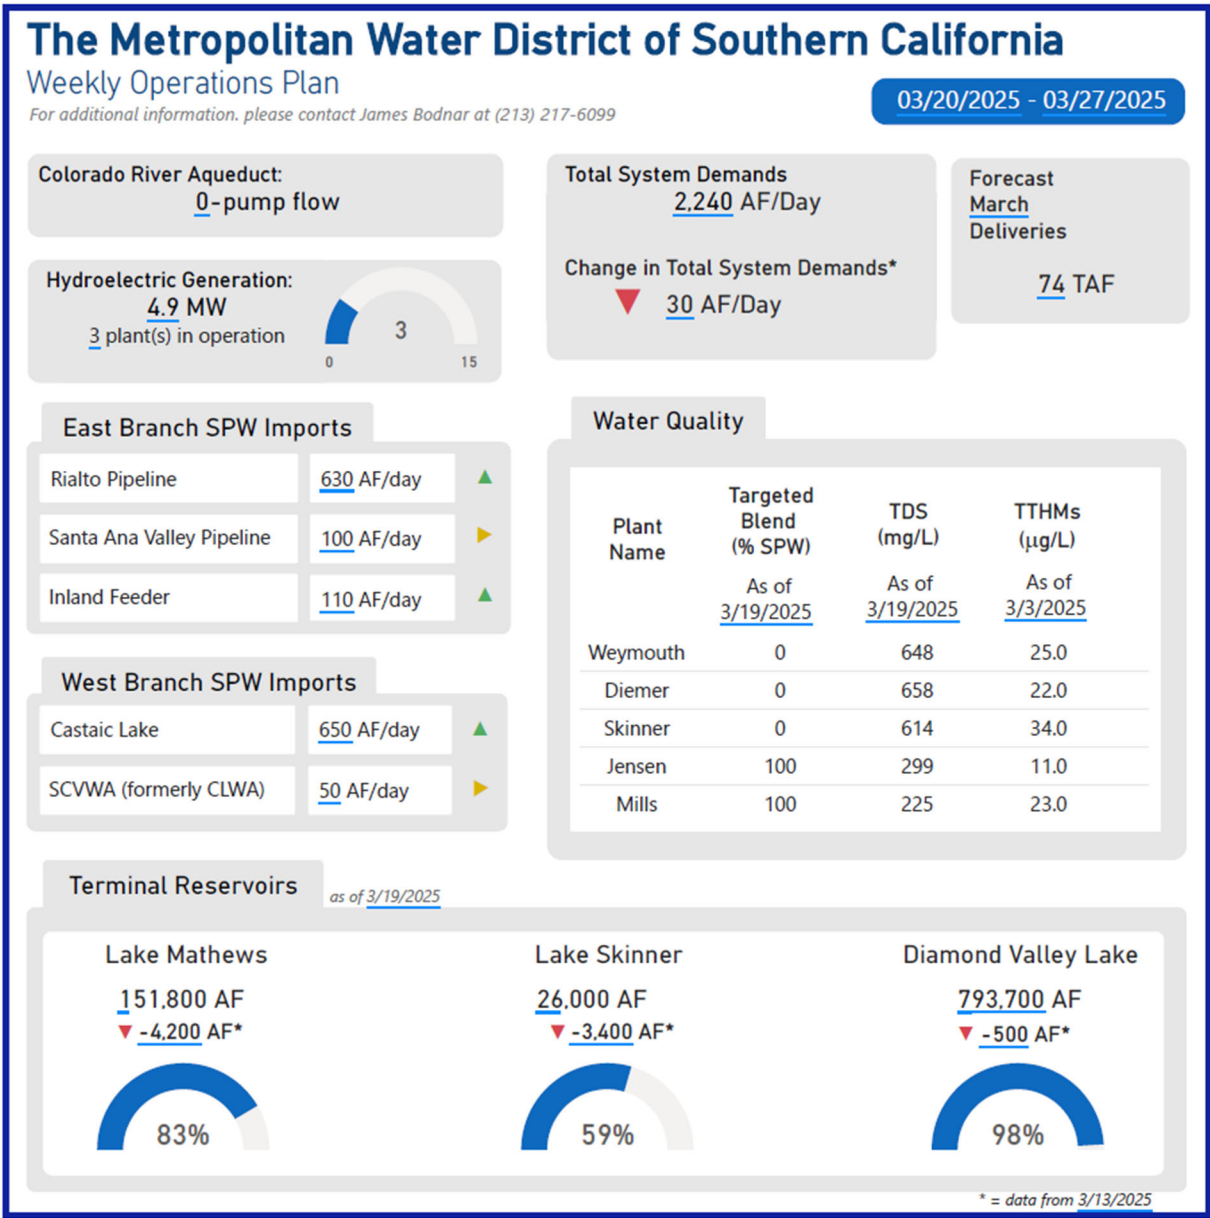 The Metropolitan Water District of Southern California
Weekly Operations Plan
For additional information. please contact James Bodnar at (213) 217-6099
03/20/2025 - 03/27/2025
Colorado River Aqueduct:
0-pump flow
Hydroelectric Generation:
4.9 MW
3 plant(s) in operation
3
0 15
Total System Demands
2,240 AF/Day
Change in Total System Demands*
▼ 30 AF/Day
Forecast
March
Deliveries
74 TAF
East Branch SPW Imports
Rialto Pipeline 630 AF/day ▲
Santa Ana Valley Pipeline 100 AF/day ▶
Inland Feeder 110 AF/day ▲
West Branch SPW Imports
Castaic Lake 650 AF/day ▲
SCVWA (formerly CLWA) 50 AF/day ▶
Water Quality
Plant
Name
Targeted
Blend
(% SPW)
As of
3/19/2025
TDS
(mg/L)
As of
3/19/2025
TTHMs
(µg/L)
As of
3/3/2025
Weymouth 0 648 25.0
Diemer 0 658 22.0
Skinner 0 614 34.0
Jensen 100 299 11.0
Mills 100 225 23.0
Terminal Reservoirs as of 3/19/2025
Lake Mathews
151,800 AF
▼ -4,200 AF*
83%
Lake Skinner
26,000 AF
▼ -3,400 AF*
59%
Diamond Valley Lake
793,700 AF
▼ -500 AF*
98%
* = data from 3/13/2025